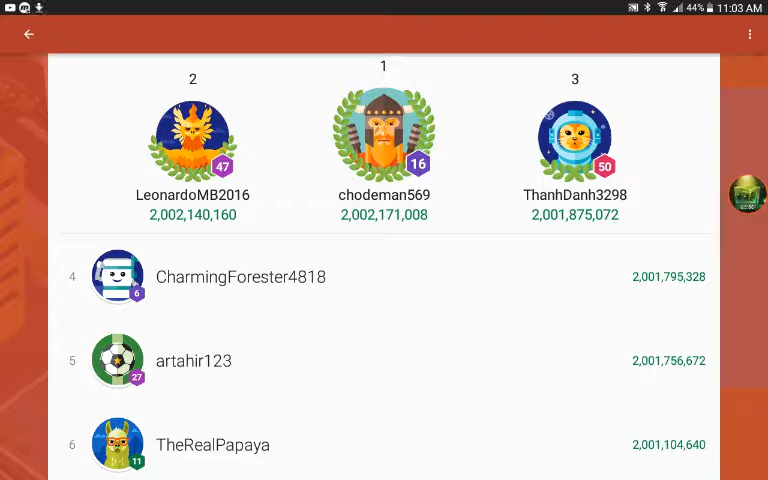 44% 11:03 AM
1
2
3
47
16
50
LeonardoMB2016
chodeman569
ThanhDanh3298
2,002,140,160
2,002,171,008
2,001,875,072
4
6
CharmingForester4818
2,001,795,328
5
27
artahir123
2,001,756,672
6
11
TheRealPapaya
2,001,104,640